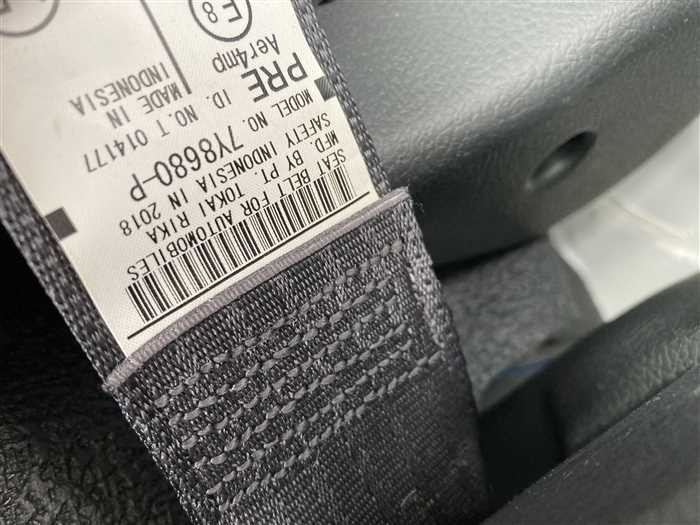 SEAT BELT FOR AUTOMOBILES
MFD. BY PT. TOKAI RIKA
SAFETY INDONESIA IN 2018
MODEL NO. 7Y8680-P
PRE ID. NO.T 014177
Aer4mp MADE IN
INDONESIA
E8